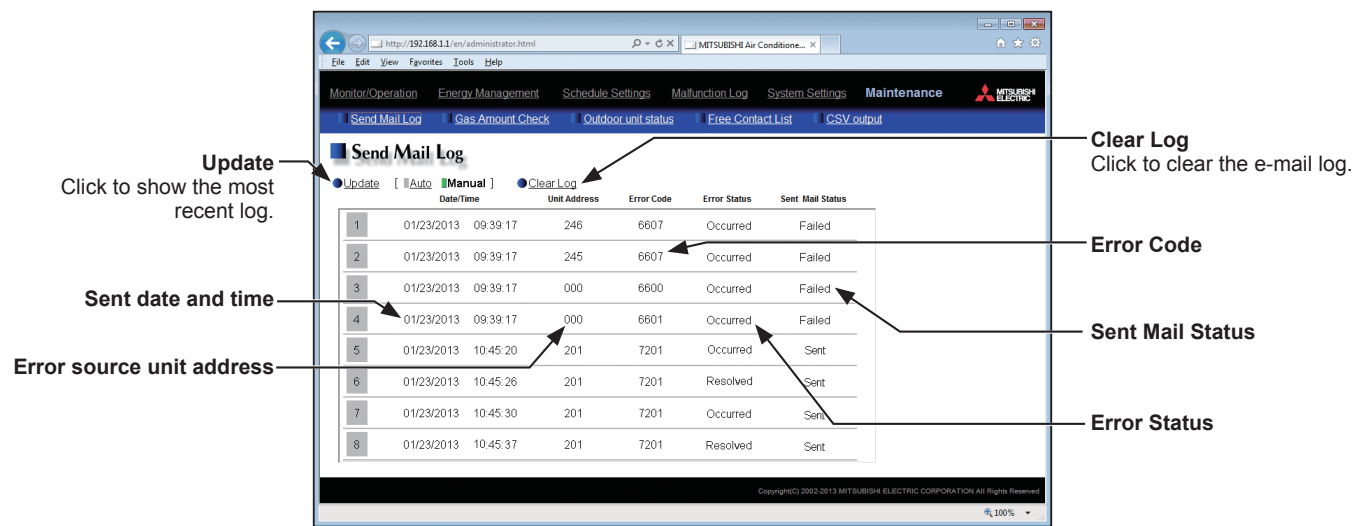 http://192.168.1.1/en/administrator.html
MITSUBISHI Air Conditione...
File Edit View Favorites Tools Help
Monitor/Operation Energy Management Schedule Settings Malfunction Log System Settings Maintenance
MITSUBISHI ELECTRIC
Send Mail Log Gas Amount Check Outdoor unit status Free Contact List CSV output
Send Mail Log
Update [ Auto Manual ] Clear Log
Date/Time Unit Address Error Code Error Status Sent Mail Status
1 01/23/2013 09:39:17 246 6607 Occurred Failed
2 01/23/2013 09:39:17 245 6607 Occurred Failed
3 01/23/2013 09:39:17 000 6600 Occurred Failed
4 01/23/2013 09:39:17 000 6601 Occurred Failed
5 01/23/2013 10:45:20 201 7201 Occurred Sent
6 01/23/2013 10:45:26 201 7201 Resolved Sent
7 01/23/2013 10:45:30 201 7201 Occurred Sent
8 01/23/2013 10:45:37 201 7201 Resolved Sent
Copyright(C) 2002-2013 MITSUBISHI ELECTRIC CORPORATION All Rights Reserved
100%
Update
Click to show the most
recent log.
Sent date and time
Error source unit address
Clear Log
Click to clear the e-mail log.
Error Code
Sent Mail Status
Error Status